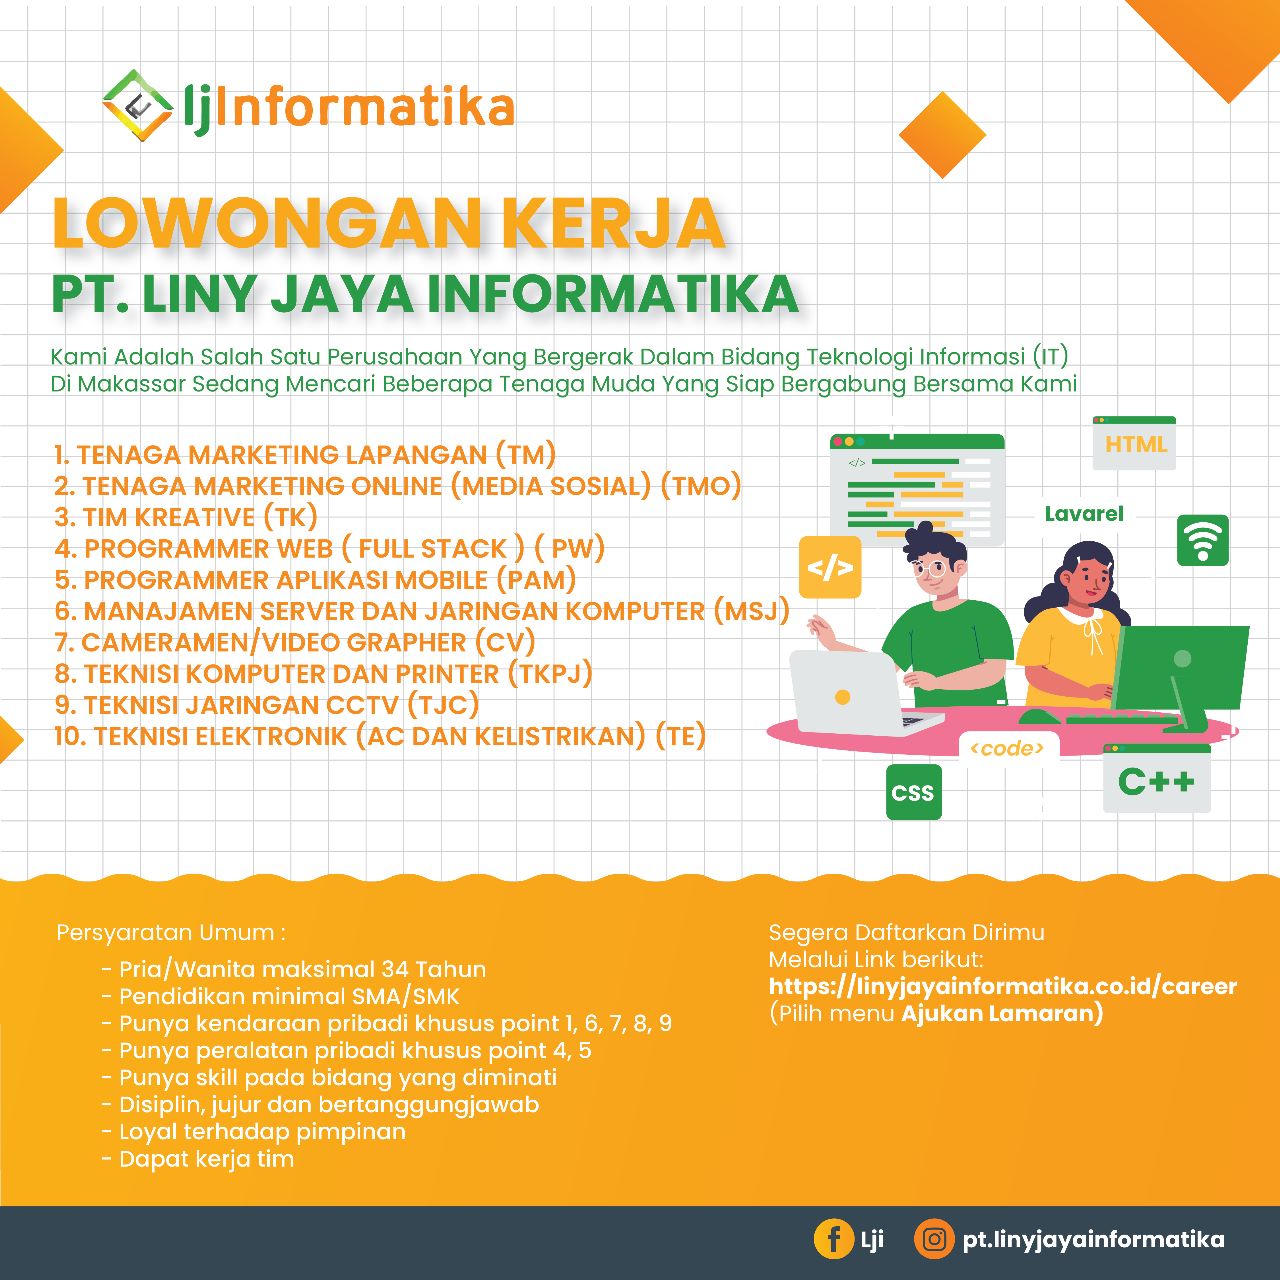 ljInformatika
LOWONGAN KERJA
PT. LINY JAYA INFORMATIKA
Kami Adalah Salah Satu Perusahaan Yang Bergerak Dalam Bidang Teknologi Informasi (IT)
Di Makassar Sedang Mencari Beberapa Tenaga Muda Yang Siap Bergabung Bersama Kami
1. TENAGA MARKETING LAPANGAN (TM)
2. TENAGA MARKETING ONLINE (MEDIA SOSIAL) (TMO)
3. TIM KREATIVE (TK)
4. PROGRAMMER WEB ( FULL STACK ) ( PW)
5. PROGRAMMER APLIKASI MOBILE (PAM)
6. MANAJAMEN SERVER DAN JARINGAN KOMPUTER (MSJ)
7. CAMERAMEN/VIDEO GRAPHER (CV)
8. TEKNISI KOMPUTER DAN PRINTER (TKPJ)
9. TEKNISI JARINGAN CCTV (TJC)
10. TEKNISI ELEKTRONIK (AC DAN KELISTRIKAN) (TE)
HTML
</>
Lavarel
</>
<code>
CSS
C++
Persyaratan Umum :
- Pria/Wanita maksimal 34 Tahun
- Pendidikan minimal SMA/SMK
- Punya kendaraan pribadi khusus point 1, 6, 7, 8, 9
- Punya peralatan pribadi khusus point 4, 5
- Punya skill pada bidang yang diminati
- Disiplin, jujur dan bertanggungjawab
- Loyal terhadap pimpinan
- Dapat kerja tim
Segera Daftarkan Dirimu
Melalui Link berikut:
https://linyjayainformatika.co.id/career
(Pilih menu Ajukan Lamaran)
Lji
pt.linyjayainformatika